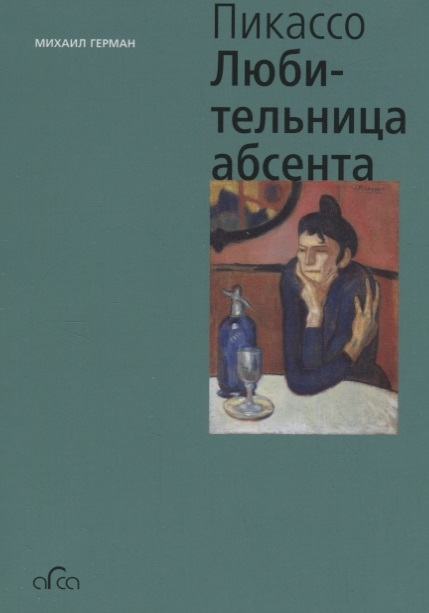 МИХАИЛ ГЕРМАН
Пикассо
Люби-
тельница
абсента
arca